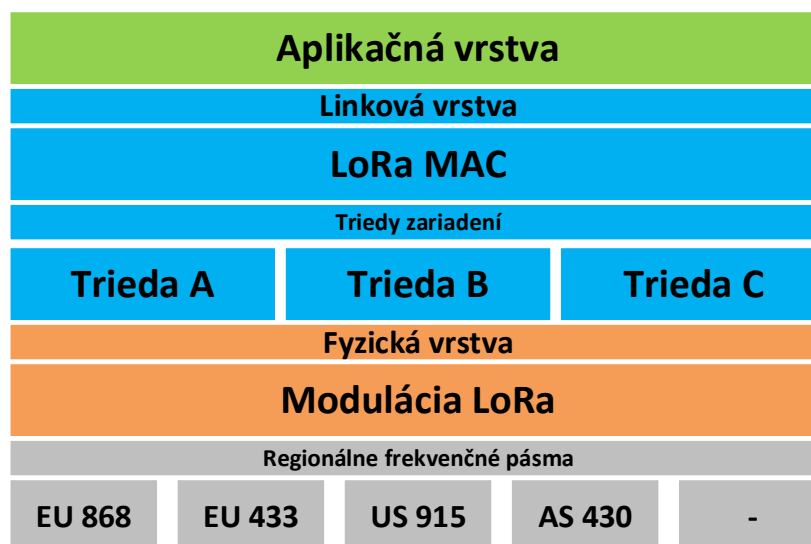 Aplikačná vrstva
Linková vrstva
LoRa MAC
Triedy zariadení
Trieda A Trieda B Trieda C
Fyzická vrstva
Modulácia LoRa
Regionálne frekvenčné pásma
EU 868 EU 433 US 915 AS 430 -